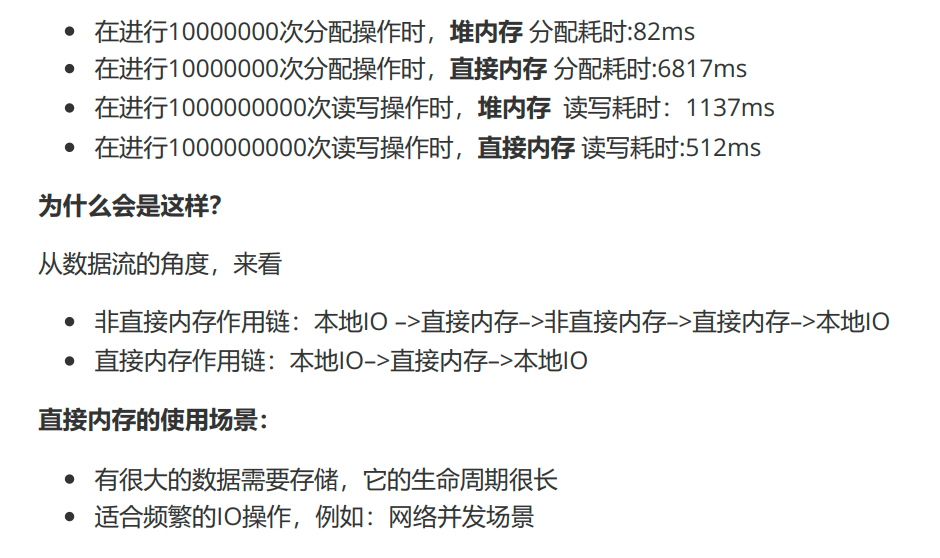 在进行10000000次分配操作时，堆内存 分配耗时:82ms
在进行10000000次分配操作时，直接内存 分配耗时:6817ms
在进行1000000000次读写操作时，堆内存 读写耗时：1137ms
在进行1000000000次读写操作时，直接内存 读写耗时:512ms
为什么会是这样？
从数据流的角度，来看
非直接内存作用链：本地IO –>直接内存–>非直接内存–>直接内存–>本地IO
直接内存作用链：本地IO–>直接内存–>本地IO
直接内存的使用场景：
有很大的数据需要存储，它的生命周期很长
适合频繁的IO操作，例如：网络并发场景